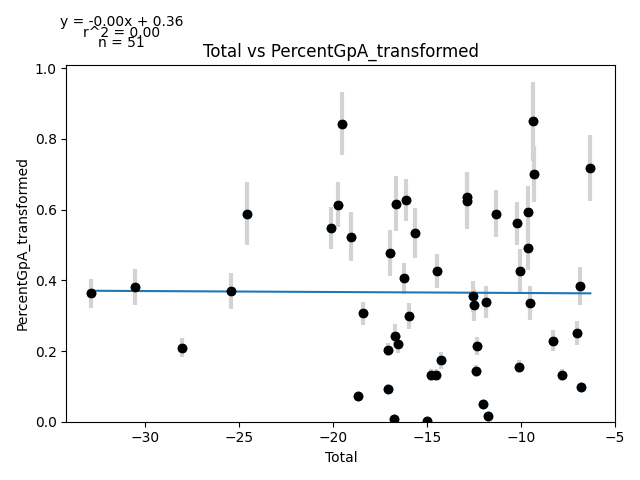 y = -0.00x + 0.36
r^2 = 0.00
n = 51
Total vs PercentGpA_transformed
PercentGpA_transformed
1.0
0.8
0.6
0.4
0.2
0.0
−30
−25
−20
−15
−10
−5
Total